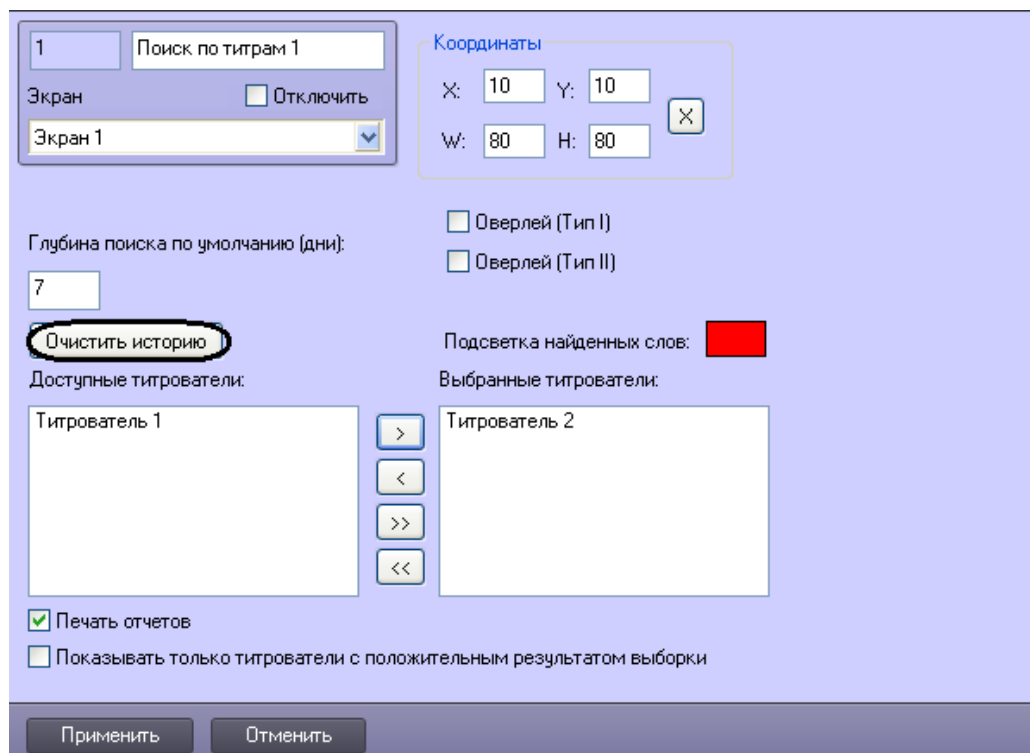 1 Поиск по титрам 1
Экран Отключить
Экран 1
Координаты
X: 10 Y: 10
X
W: 80 H: 80
Оверлей (Тип I)
Оверлей (Тип II)
Глубина поиска по умолчанию (дни):
7
Очистить историю
Подсветка найденных слов:
Доступные титрователи:
Выбранные титрователи:
Титрователь 1
>
<
>>
<<
Титрователь 2
Печать отчетов
Показывать только титрователи с положительным результатом выборки
Применить Отменить